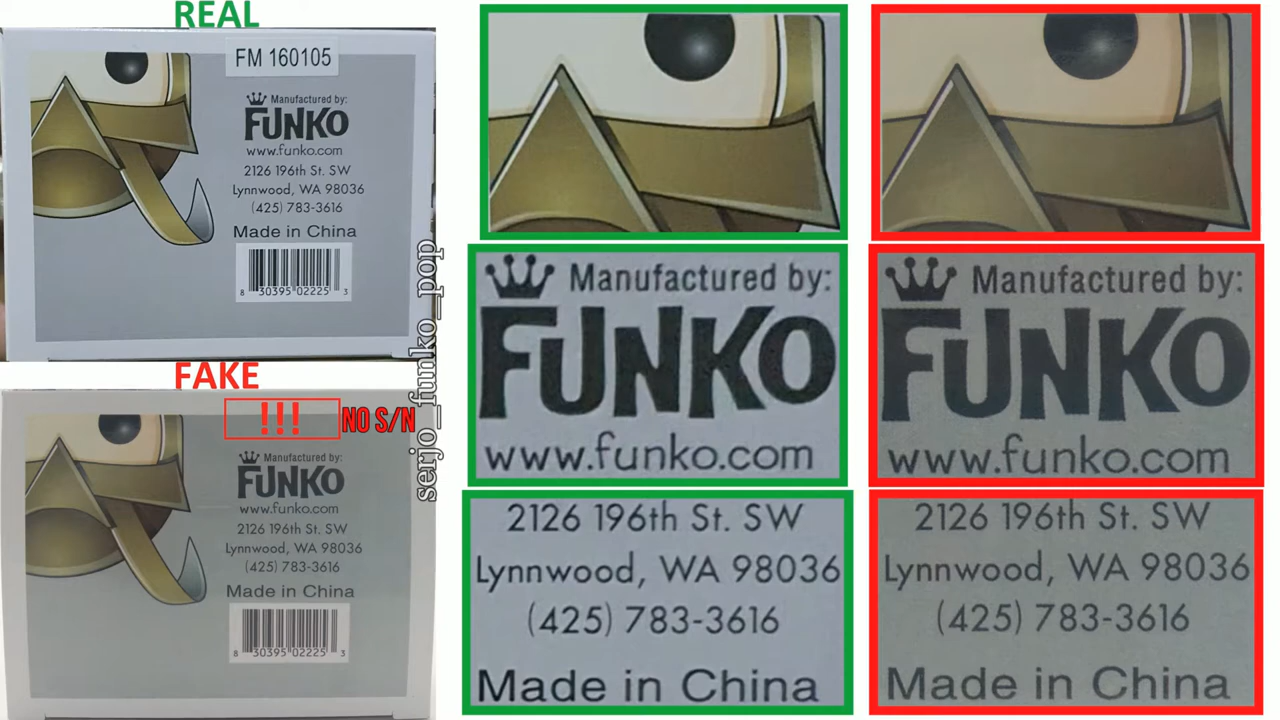 REAL
FM 160105
Manufactured by:
FUNKO
www.funko.com
2126 196th St. SW
Lynnwood, WA 98036
(425) 783-3616
Made in China
8 30395 02225 3
FAKE
!!! NO S/N
Manufactured by:
FUNKO
www.funko.com
2126 196th St. SW
Lynnwood, WA 98036
(425) 783-3616
Made in China
8 30395 02225 3
serjo_funko_pop
Manufactured by:
FUNKO
www.funko.com
2126 196th St. SW
Lynnwood, WA 98036
(425) 783-3616
Made in China
Manufactured by:
FUNKO
www.funko.com
2126 196th St. SW
Lynnwood, WA 98036
(425) 783-3616
Made in China